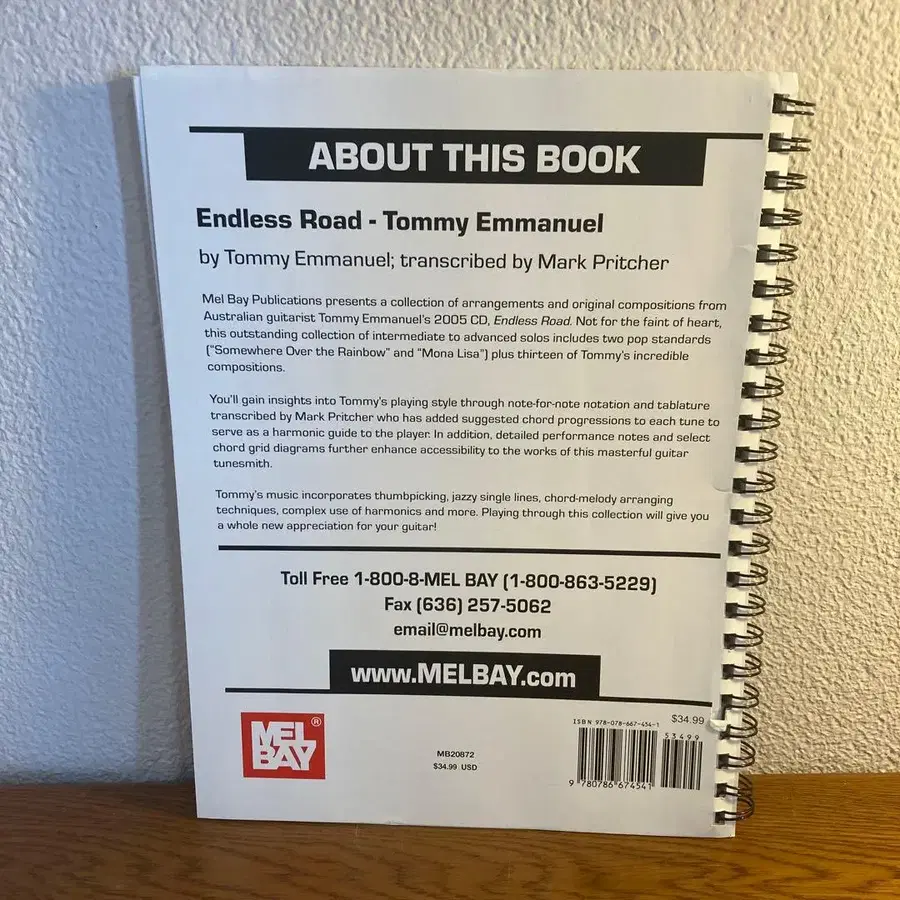 ABOUT THIS BOOK
Endless Road - Tommy Emmanuel
by Tommy Emmanuel; transcribed by Mark Pritcher
Mel Bay Publications presents a collection of arrangements and original compositions from
Australian guitarist Tommy Emmanuel's 2005 CD, Endless Road. Not for the faint of heart,
this outstanding collection of intermediate to advanced solos includes two pop standards
("Somewhere Over the Rainbow" and "Mona Lisa") plus thirteen of Tommy's incredible
compositions.
You'll gain insights into Tommy's playing style through note-for-note notation and tablature
transcribed by Mark Pritcher who has added suggested chord progressions to each tune to
serve as a harmonic guide to the player. In addition, detailed performance notes and select
chord grid diagrams further enhance accessibility to the works of this masterful guitar
tunesmith.
Tommy's music incorporates thumbpicking, jazzy single lines, chord-melody arranging
techniques, complex use of harmonics and more. Playing through this collection will give you
a whole new appreciation for your guitar!
Toll Free 1-800-8-MEL BAY (1-800-863-5229)
Fax (636) 257-5062
email@melbay.com
www.MELBAY.com
MEL ®
BAY
MB20872
$34.99 USD
ISBN 978-078-667-454-1
$34.99
53499
9 780786 674541